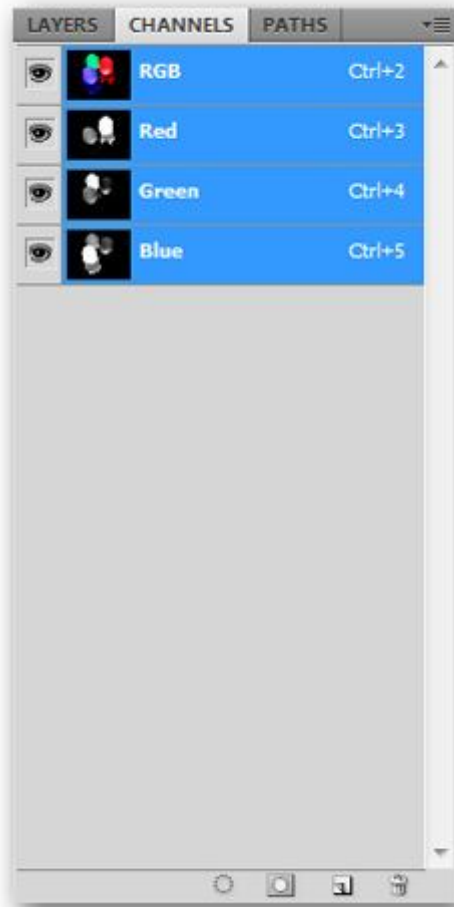 LAYERS CHANNELS PATHS
RGB Ctrl+2
Red Ctrl+3
Green Ctrl+4
Blue Ctrl+5